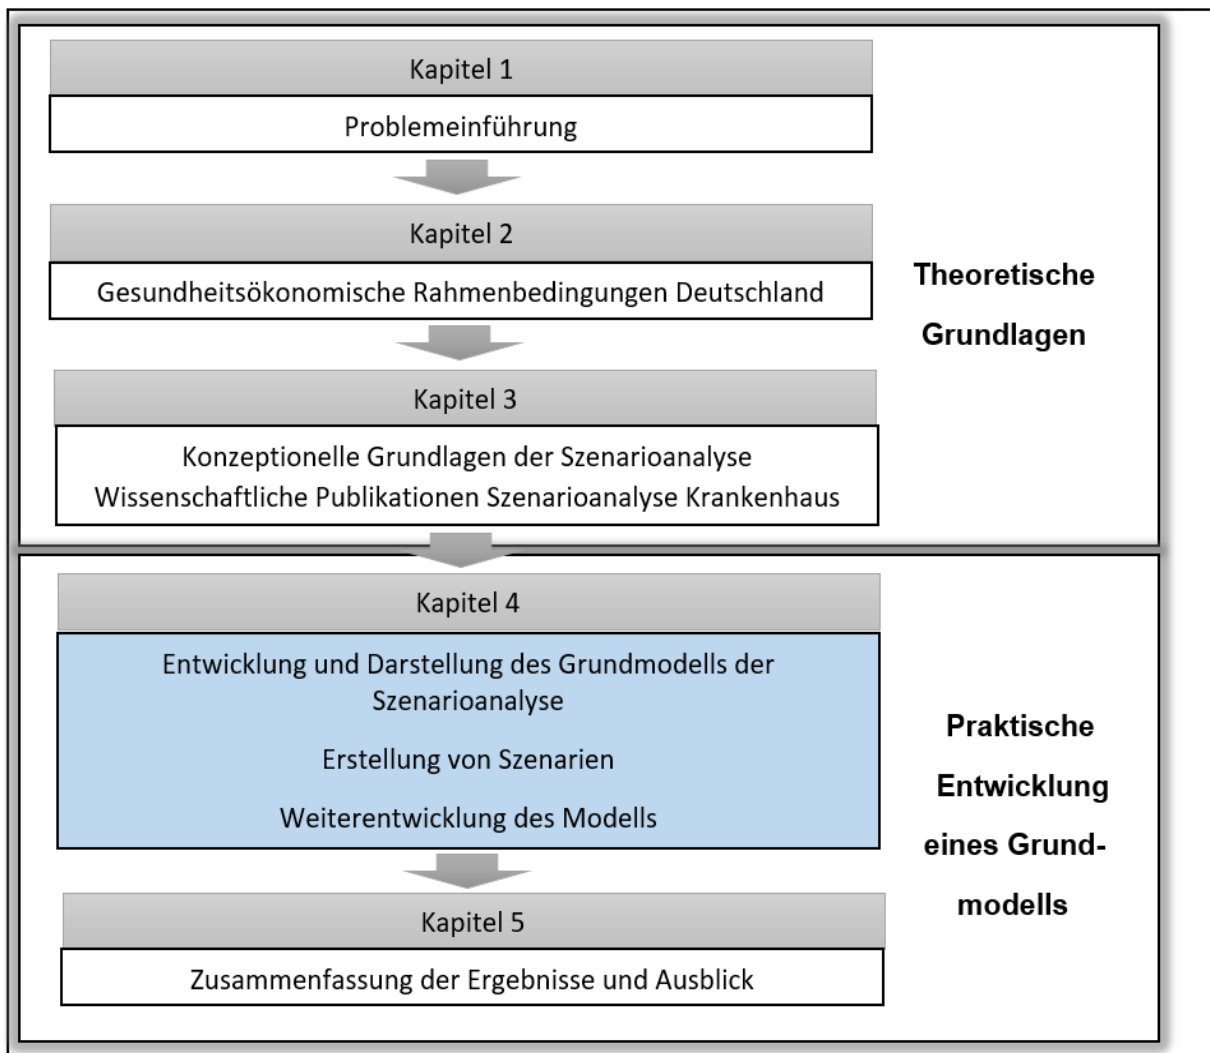 Kapitel 1
Problemeinführung
Kapitel 2
Gesundheitsökonomische Rahmenbedingungen Deutschland
Kapitel 3
Konzeptionelle Grundlagen der Szenarioanalyse
Wissenschaftliche Publikationen Szenarioanalyse Krankenhaus
Theoretische
Grundlagen
Kapitel 4
Entwicklung und Darstellung des Grundmodells der
Szenarioanalyse
Erstellung von Szenarien
Weiterentwicklung des Modells
Kapitel 5
Zusammenfassung der Ergebnisse und Ausblick
Praktische
Entwicklung
eines Grund-
modells